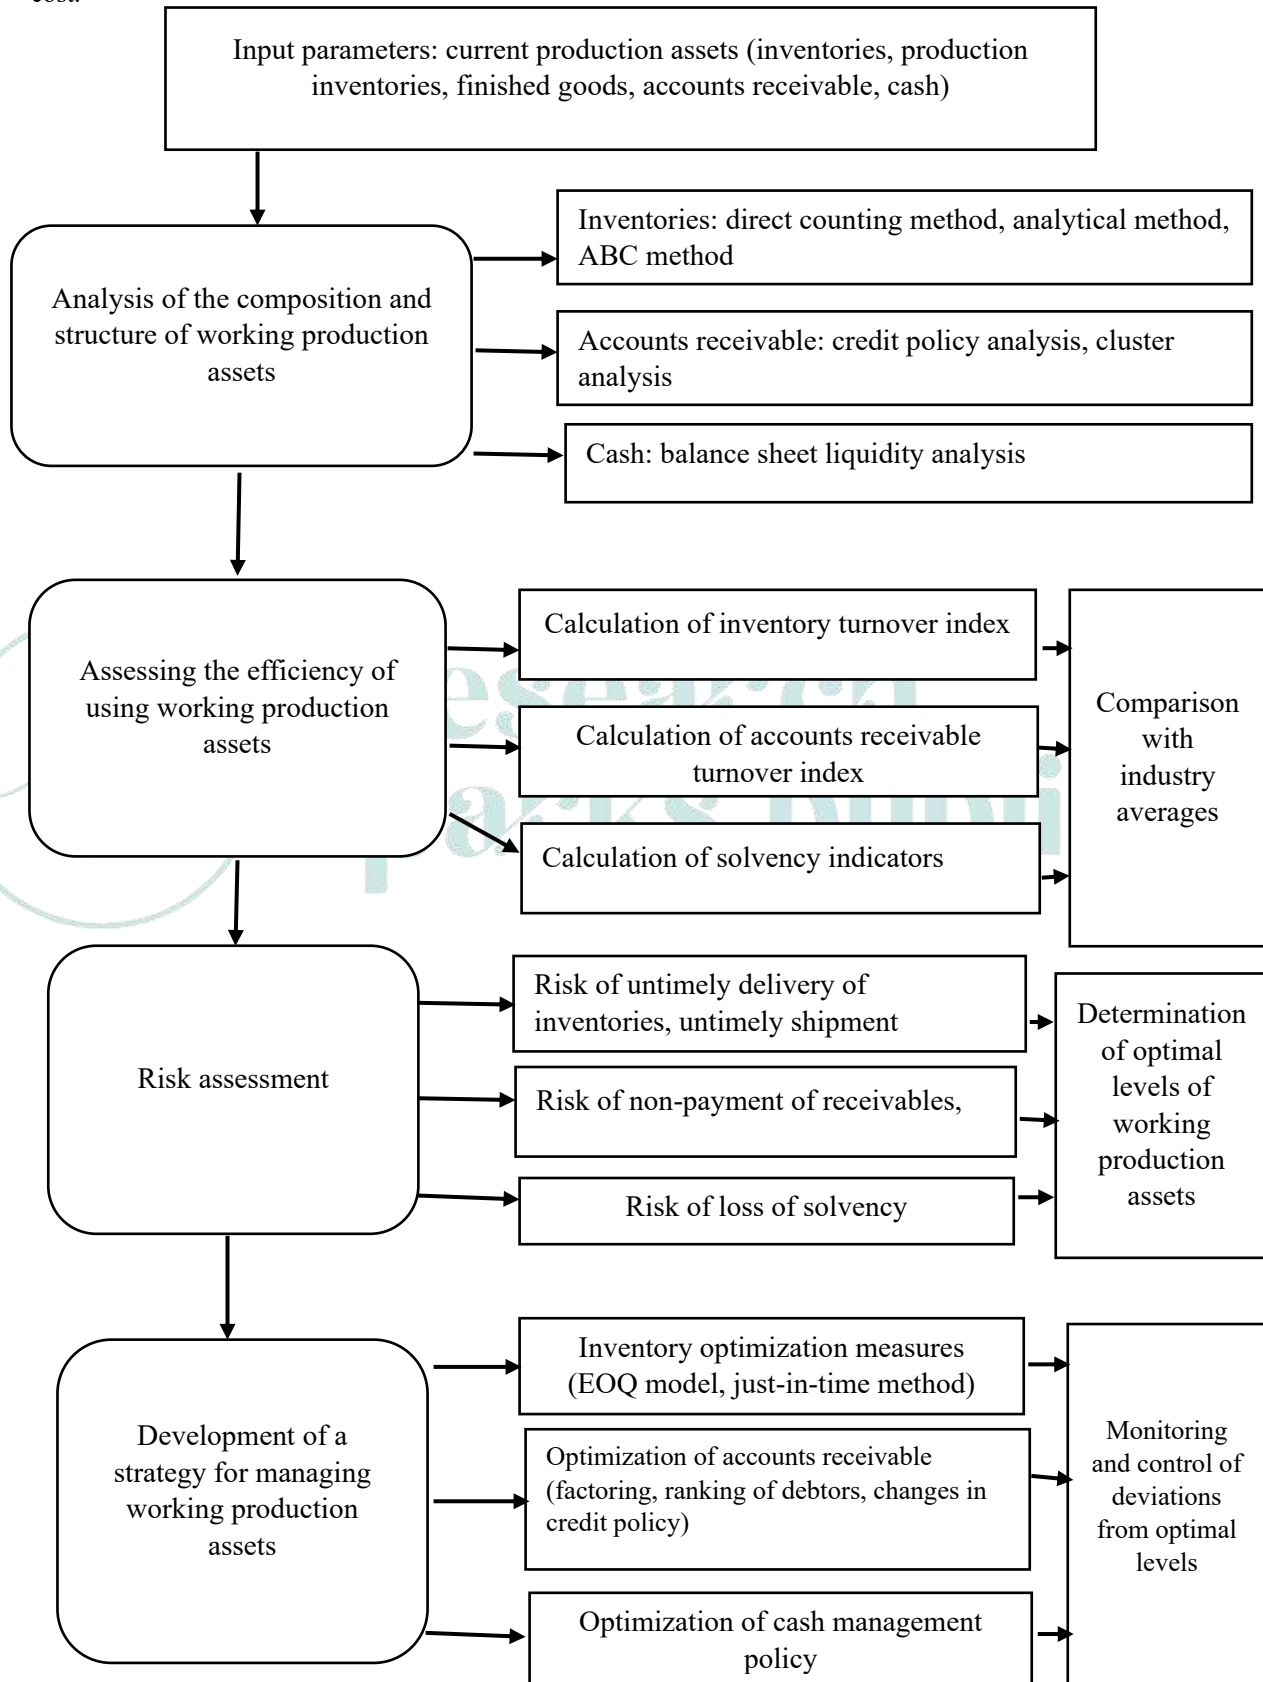 cost.
Input parameters: current production assets (inventories, production
inventories, finished goods, accounts receivable, cash)
Analysis of the composition and
structure of working production
assets
Inventories: direct counting method, analytical method,
ABC method
Accounts receivable: credit policy analysis, cluster
analysis
Cash: balance sheet liquidity analysis
Assessing the efficiency of
using working production
assets
Calculation of inventory turnover index
Calculation of accounts receivable
turnover index
Calculation of solvency indicators
Comparison
with
industry
averages
Risk assessment
Risk of untimely delivery of
inventories, untimely shipment
Risk of non-payment of receivables,
Risk of loss of solvency
Determination
of optimal
levels of
working
production
assets
Development of a
strategy for managing
working production
assets
Inventory optimization measures
(EOQ model, just-in-time method)
Optimization of accounts receivable
(factoring, ranking of debtors, changes in
credit policy)
Optimization of cash management
policy
Monitoring
and control of
deviations
from optimal
levels